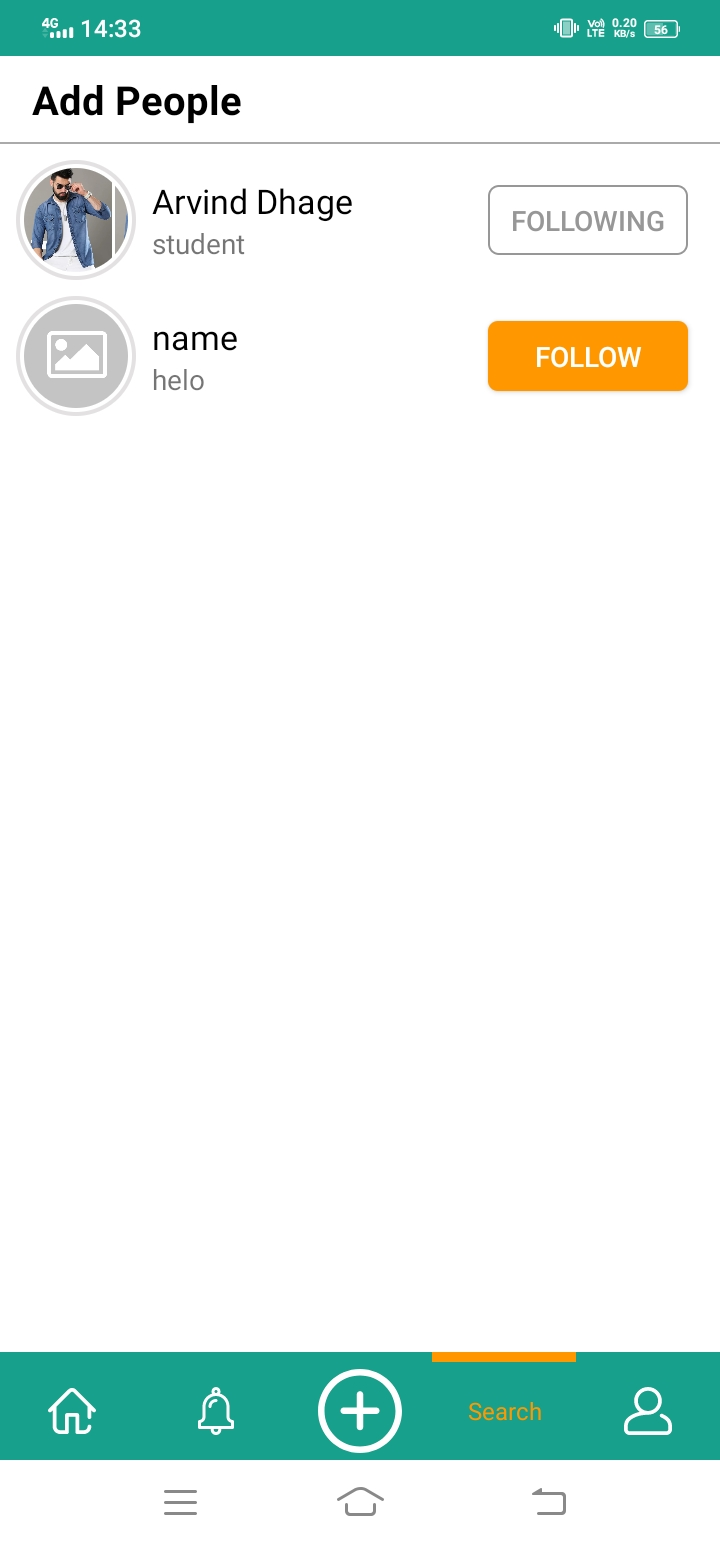 4G 14:33 Vo) LTE 0.20 KB/s 56
Add People
Arvind Dhage
student
FOLLOWING
name
helo
FOLLOW
Search